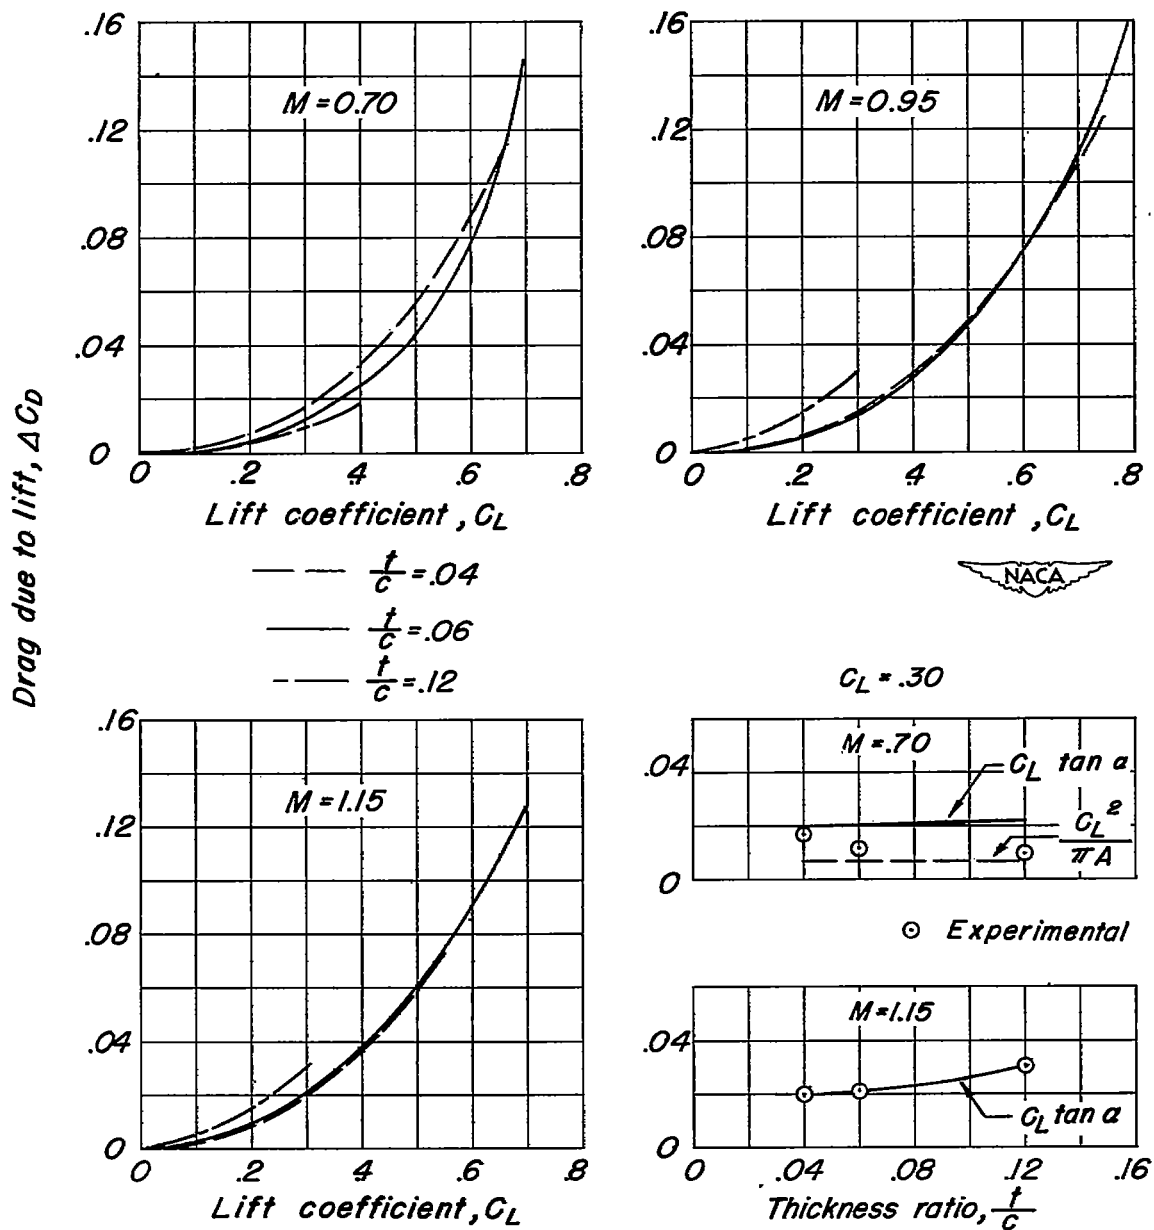 Drag due to lift, ΔC_D
.16
.12
.08
.04
0
M = 0.70
0 .2 .4 .6 .8
Lift coefficient, C_L
.16
.12
.08
.04
0
M = 0.95
0 .2 .4 .6 .8
Lift coefficient, C_L
t/c = .04
t/c = .06
t/c = .12
NACA
.16
.12
.08
.04
0
M = 1.15
0 .2 .4 .6 .8
Lift coefficient, C_L
C_L = .30
M = .70
.04
0
C_L tan α
C_L²/πA
⊙ Experimental
M = 1.15
.04
0
C_L tan α
0 .04 .08 .12 .16
Thickness ratio, t/c